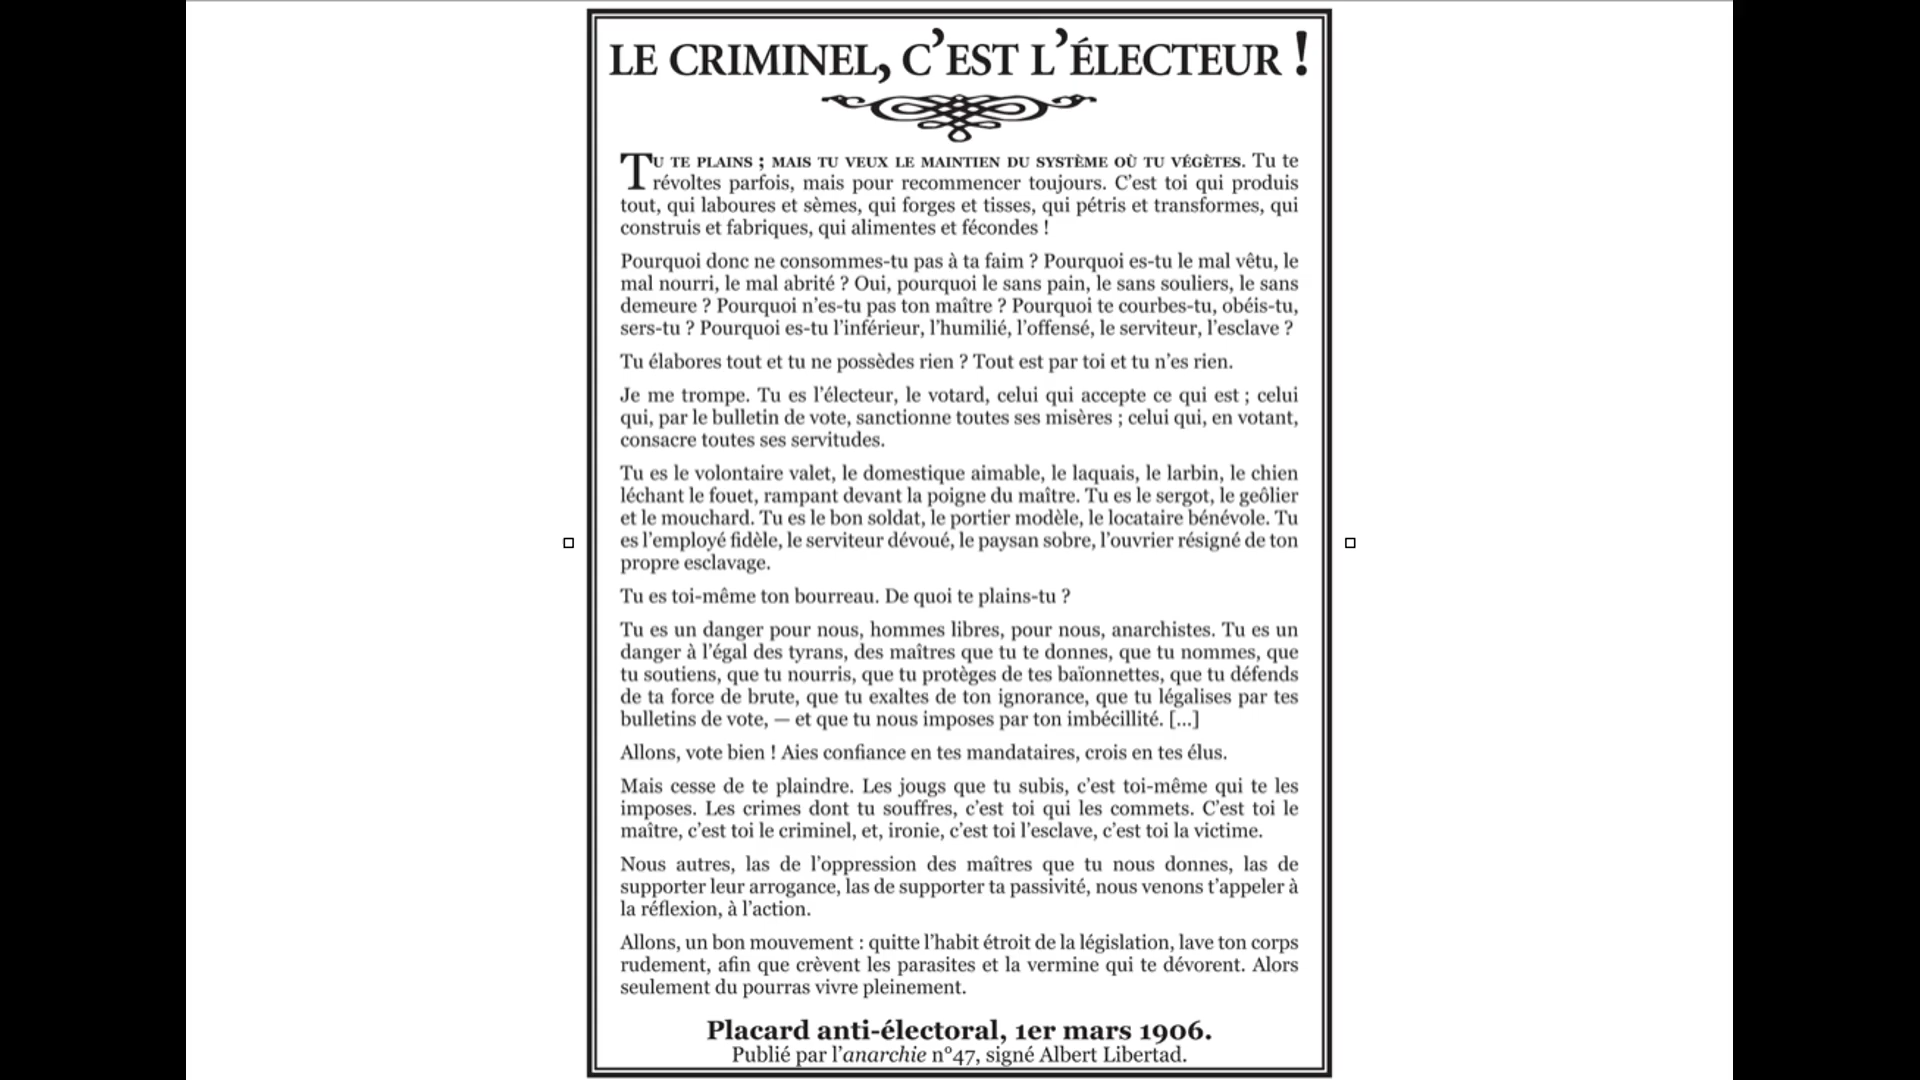 LE CRIMINEL, C’EST L’ÉLECTEUR !
TU TE PLAINS ; MAIS TU VEUX LE MAINTIEN DU SYSTÈME OÙ TU VÉGÈTES. Tu te
révoltes parfois, mais pour recommencer toujours. C’est toi qui produis
tout, qui laboures et sèmes, qui forges et tisses, qui pétris et transformes, qui
construis et fabriques, qui alimentes et fécondes !
Pourquoi donc ne consommes-tu pas à ta faim ? Pourquoi es-tu le mal vêtu, le
mal nourri, le mal abrité ? Oui, pourquoi le sans pain, le sans souliers, le sans
demeure ? Pourquoi n’es-tu pas ton maître ? Pourquoi te courbes-tu, obéis-tu,
sers-tu ? Pourquoi es-tu l’inférieur, l’humilié, l’offensé, le serviteur, l’esclave ?
Tu élabores tout et tu ne possèdes rien ? Tout est par toi et tu n’es rien.
Je me trompe. Tu es l’électeur, le votard, celui qui accepte ce qui est ; celui
qui, par le bulletin de vote, sanctionne toutes ses misères ; celui qui, en votant,
consacre toutes ses servitudes.
Tu es le volontaire valet, le domestique aimable, le laquais, le larbin, le chien
léchant le fouet, rampant devant la poigne du maître. Tu es le sergot, le geôlier
et le mouchard. Tu es le bon soldat, le portier modèle, le locataire bénévole. Tu
es l’employé fidèle, le serviteur dévoué, le paysan sobre, l’ouvrier résigné de ton
propre esclavage.
Tu es toi-même ton bourreau. De quoi te plains-tu ?
Tu es un danger pour nous, hommes libres, pour nous, anarchistes. Tu es un
danger à l’égal des tyrans, des maîtres que tu te donnes, que tu nommes, que
tu soutiens, que tu nourris, que tu protèges de tes baïonnettes, que tu défends
de ta force de brute, que tu exaltes de ton ignorance, que tu légalises par tes
bulletins de vote, — et que tu nous imposes par ton imbécillité. [...]
Allons, vote bien ! Aies confiance en tes mandataires, crois en tes élus.
Mais cesse de te plaindre. Les jougs que tu subis, c’est toi-même qui te les
imposes. Les crimes dont tu souffres, c’est toi qui les commets. C’est toi le
maître, c’est toi le criminel, et, ironie, c’est toi l’esclave, c’est toi la victime.
Nous autres, las de l’oppression des maîtres que tu nous donnes, las de
supporter leur arrogance, las de supporter ta passivité, nous venons t’appeler à
la réflexion, à l’action.
Allons, un bon mouvement : quitte l’habit étroit de la législation, lave ton corps
rudement, afin que crèvent les parasites et la vermine qui te dévorent. Alors
seulement du pourras vivre pleinement.
Placard anti-électoral, 1er mars 1906.
Publié par l’anarchie n°47, signé Albert Libertad.